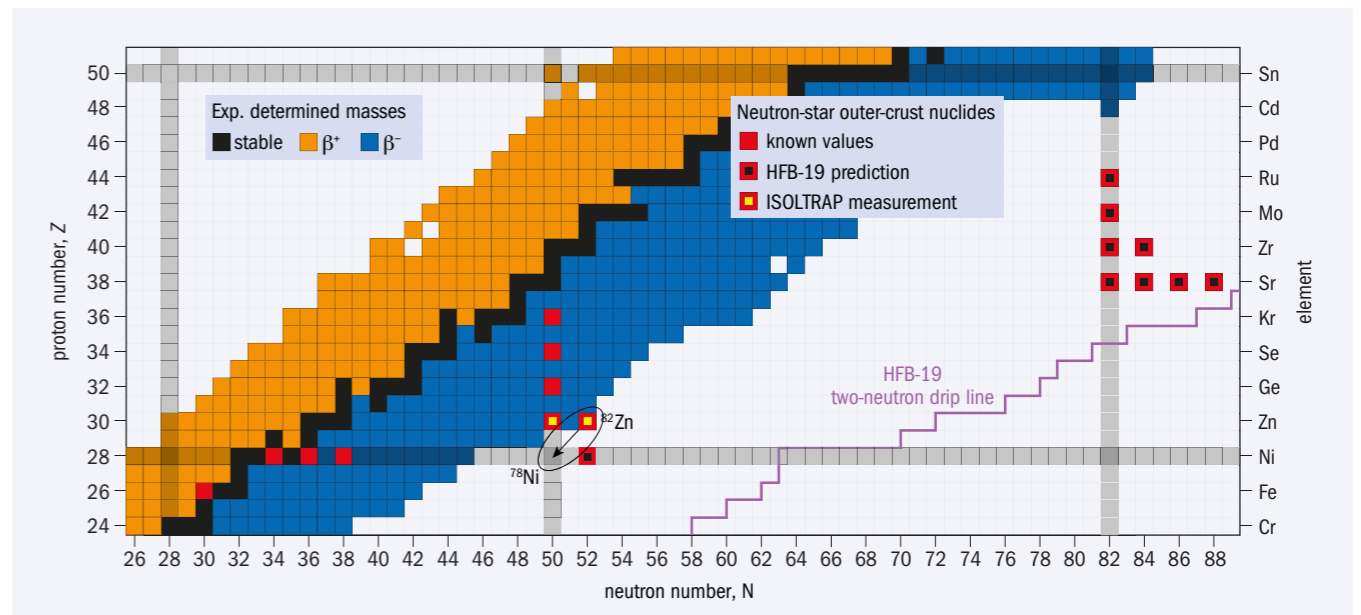 Exp. determined masses
stable β⁺ β⁻
Neutron-star outer-crust nuclides
known values
HFB-19 prediction
ISOLTRAP measurement
proton number, Z
50
48
46
44
42
40
38
36
34
32
30
28
26
24
Sn
Cd
Pd
Ru
Mo
Zr
Sr
Kr
Se
Ge
Zn
Ni
Fe
Cr
element
HFB-19
two-neutron drip line
⁸²Zn
⁷⁸Ni
26 28 30 32 34 36 38 40 42 44 46 48 50 52 54 56 58 60 62 64 66 68 70 72 74 76 78 80 82 84 86 88
neutron number, N